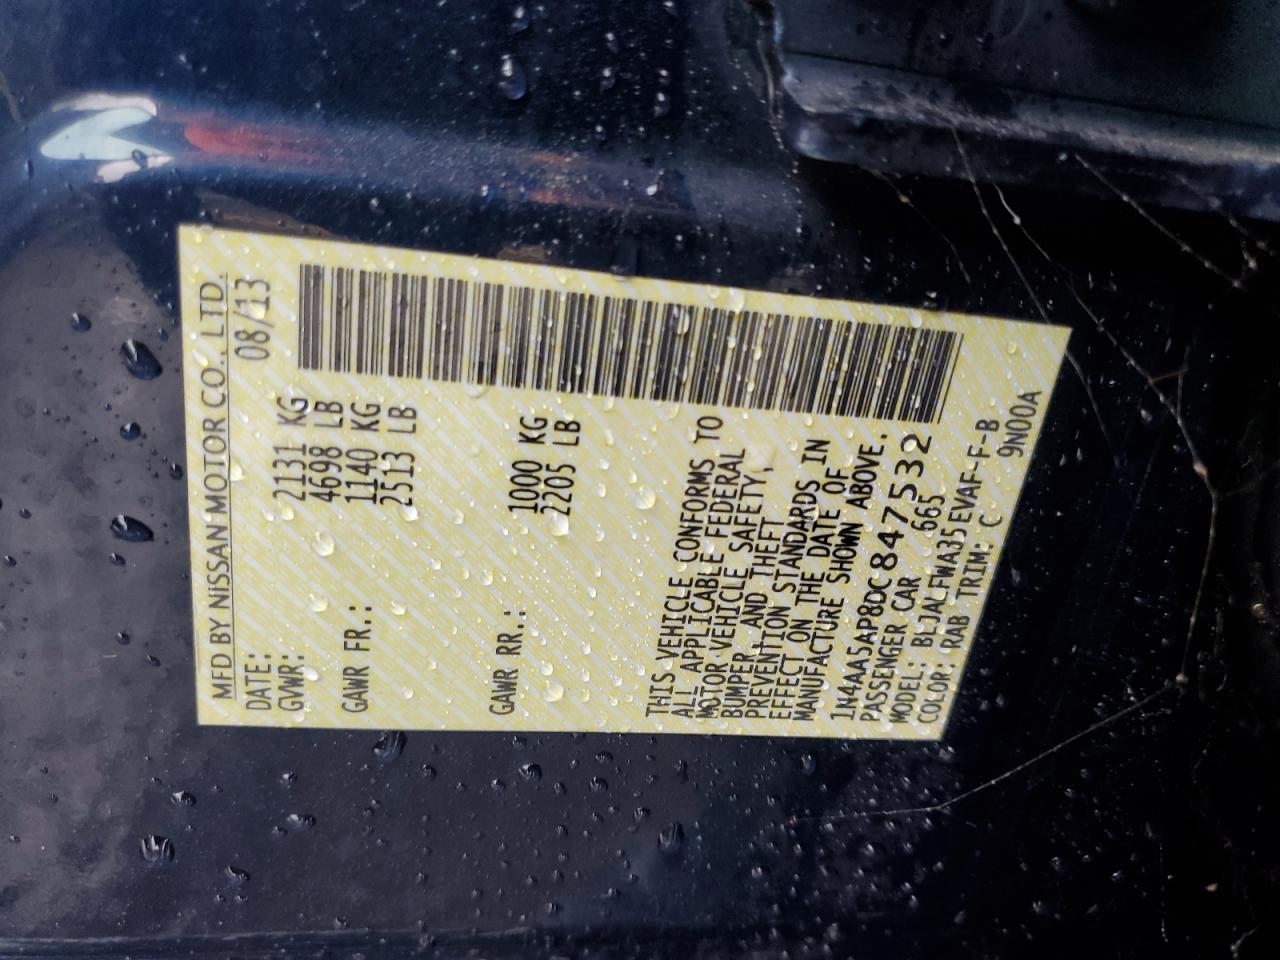 MFD BY NISSAN MOTOR CO., LTD.
DATE: 08/13
GVWR: 2131 KG
4698 LB
GAWR FR.: 1140 KG
2513 LB
GAWR RR.: 1000 KG
2205 LB
THIS VEHICLE CONFORMS TO
ALL APPLICABLE FEDERAL
MOTOR VEHICLE SAFETY,
BUMPER, AND THEFT
PREVENTION STANDARDS IN
EFFECT ON THE DATE OF
MANUFACTURE SHOWN ABOVE.
1N4AA5AP8DC847532
PASSENGER CAR 665
MODEL: BLJALFWA35EVAF-F-B
COLOR: RAB TRIM: C 9N00A